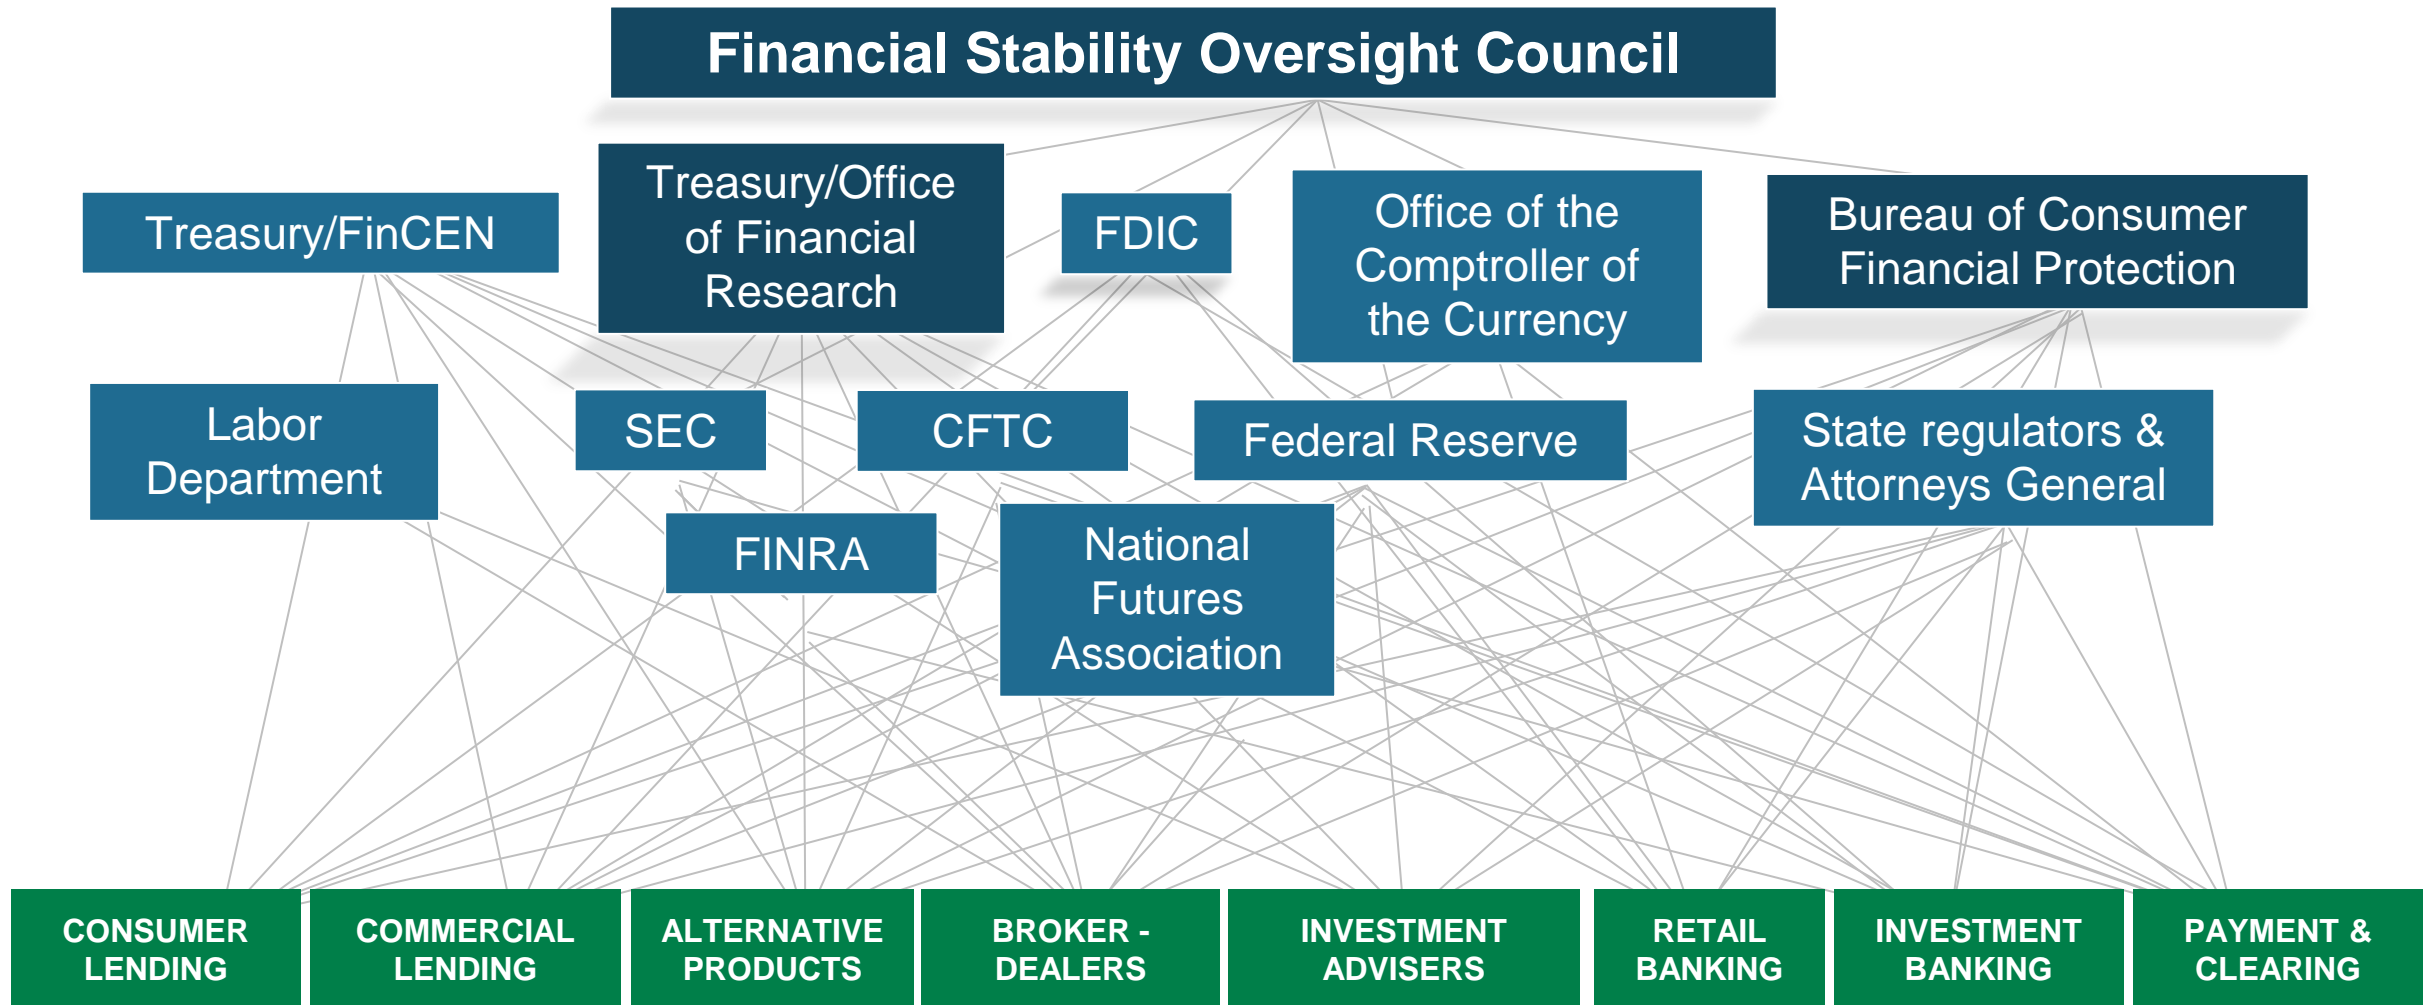 Financial Stability Oversight Council
Treasury/FinCEN
Treasury/Office
of Financial
Research
FDIC
Office of the
Comptroller of
the Currency
Bureau of Consumer
Financial Protection
Labor
Department
SEC
CFTC
Federal Reserve
State regulators &
Attorneys General
FINRA
National
Futures
Association
CONSUMER
LENDING
COMMERCIAL
LENDING
ALTERNATIVE
PRODUCTS
BROKER -
DEALERS
INVESTMENT
ADVISERS
RETAIL
BANKING
INVESTMENT
BANKING
PAYMENT &
CLEARING